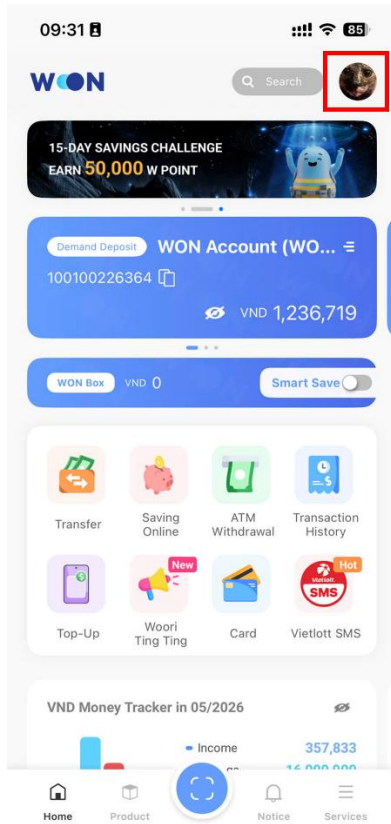 09:31
85
WON
Search
15-DAY SAVINGS CHALLENGE
EARN 50,000 W POINT
Demand Deposit WON Account (WO...
100100226364
VND 1,236,719
WON Box VND 0 Smart Save
Transfer
Saving Online
ATM Withdrawal
Transaction History
New
Hot
Vietlott
SMS
Top-Up
Woori Ting Ting
Card
Vietlott SMS
VND Money Tracker in 05/2026
Income 357,833
Home
Product
Notice
Services